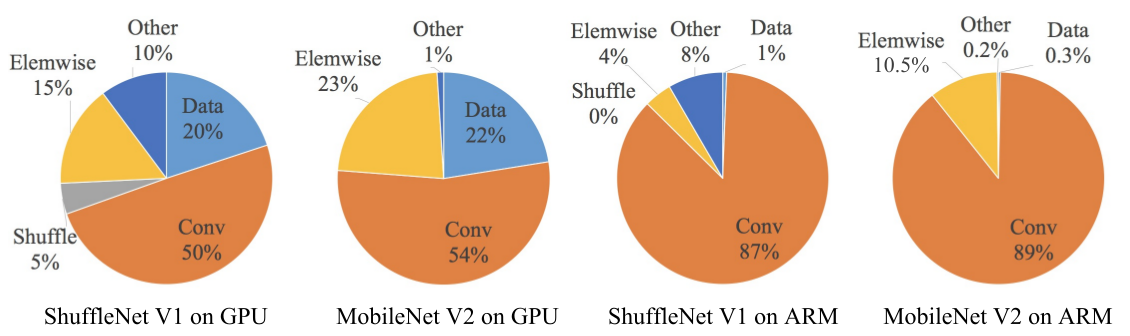 Other
10%
Elemwise
15%
Data
20%
Conv
50%
Shuffle
5%
ShuffleNet V1 on GPU
Other
1%
Elemwise
23%
Data
22%
Conv
54%
MobileNet V2 on GPU
Elemwise
4%
Other
8%
Data
1%
Shuffle
0%
Conv
87%
ShuffleNet V1 on ARM
Elemwise
10.5%
Other
0.2%
Data
0.3%
Conv
89%
MobileNet V2 on ARM